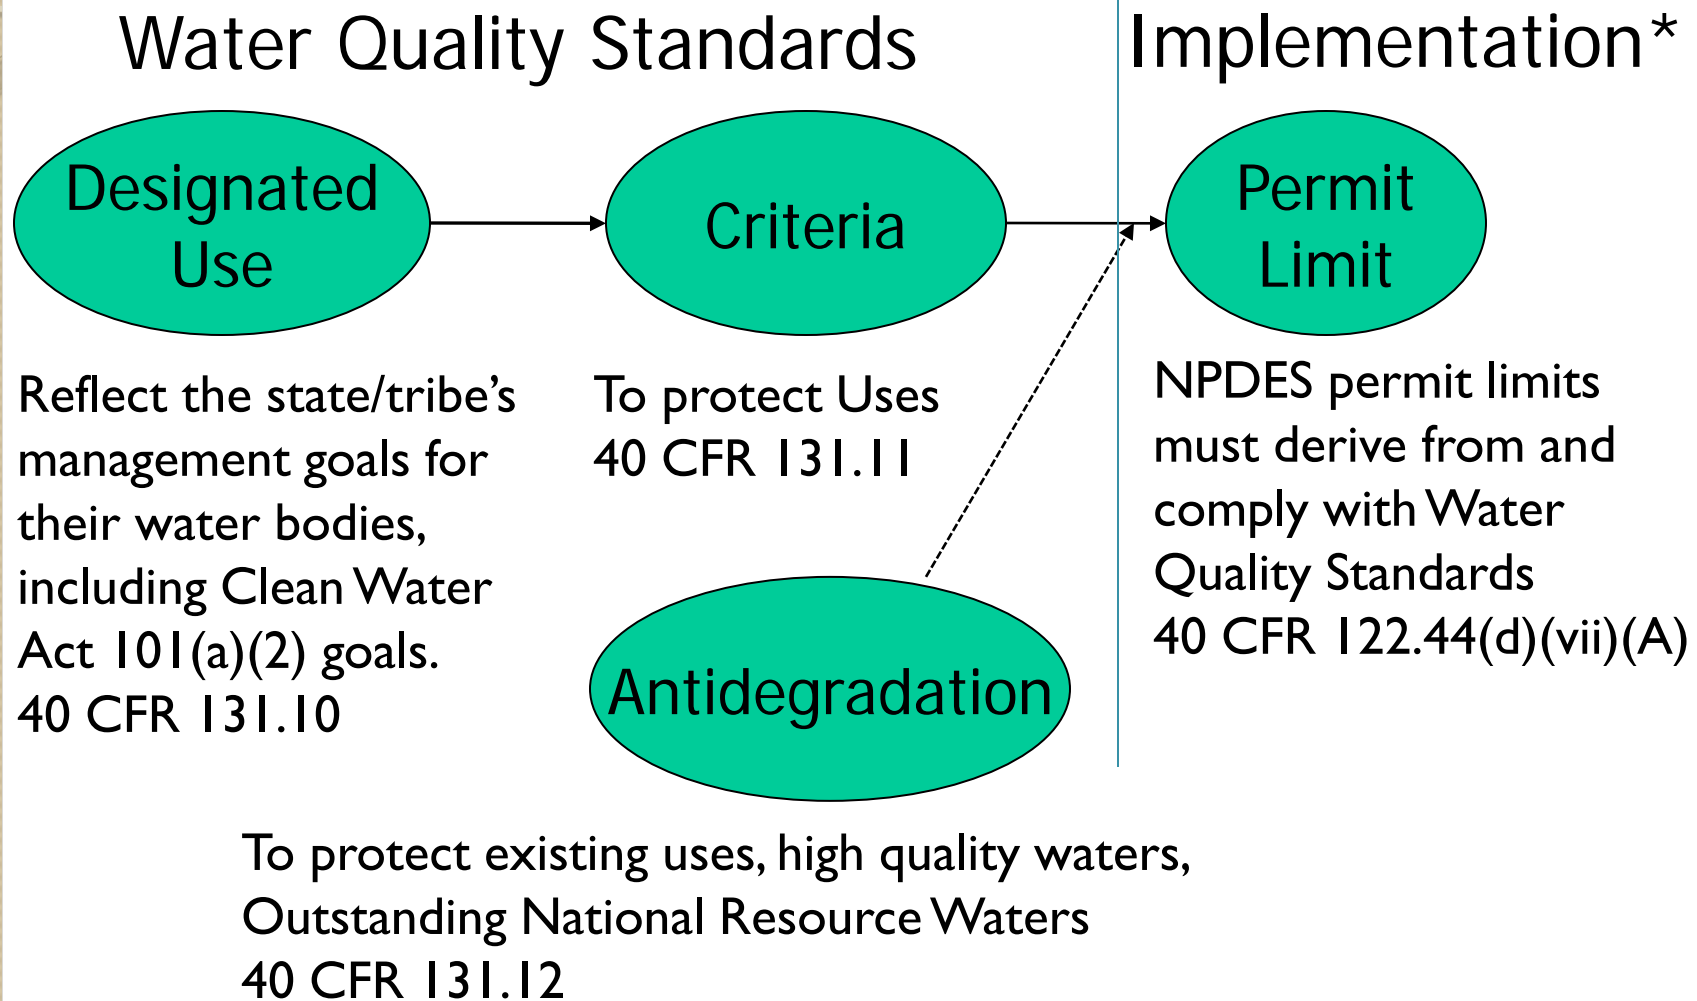 Water Quality Standards
Implementation*
Designated
Use
Criteria
Permit
Limit
Reflect the state/tribe’s
management goals for
their water bodies,
including Clean Water
Act 101(a)(2) goals.
40 CFR 131.10
To protect Uses
40 CFR 131.11
NPDES permit limits
must derive from and
comply with Water
Quality Standards
40 CFR 122.44(d)(vii)(A)
Antidegradation
To protect existing uses, high quality waters,
Outstanding National Resource Waters
40 CFR 131.12